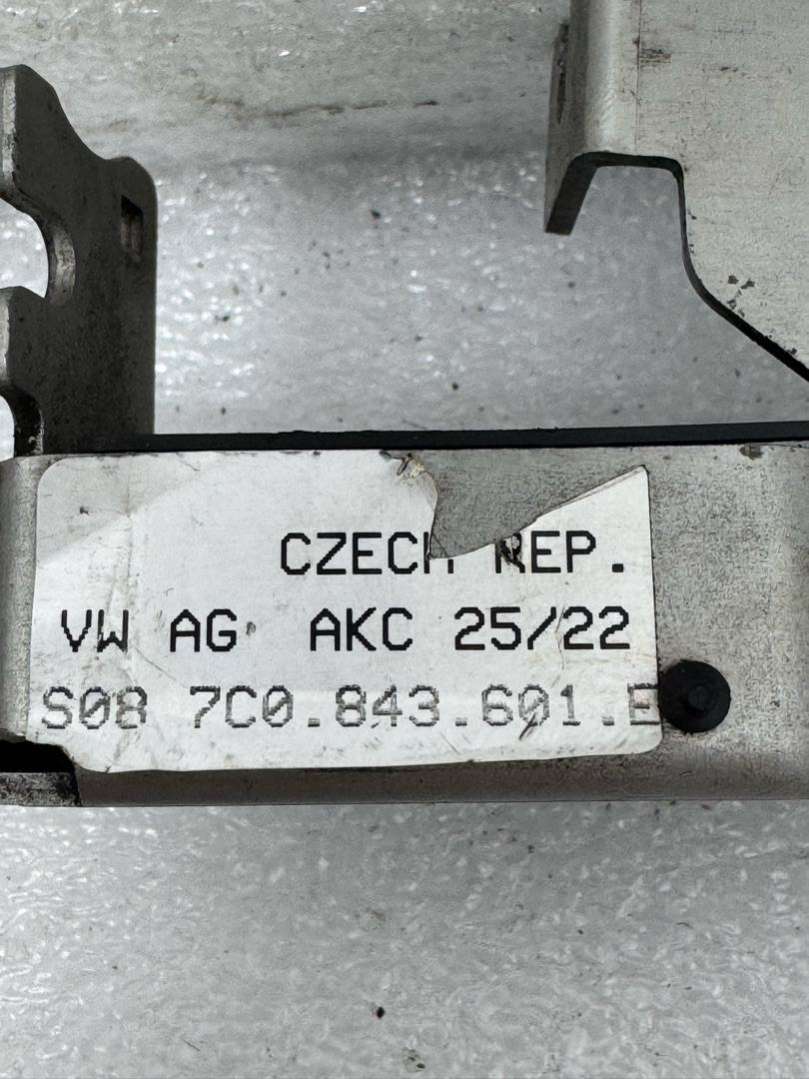 CZECH REP.
VW AG AKC 25/22
S08 7C0.843.601.E